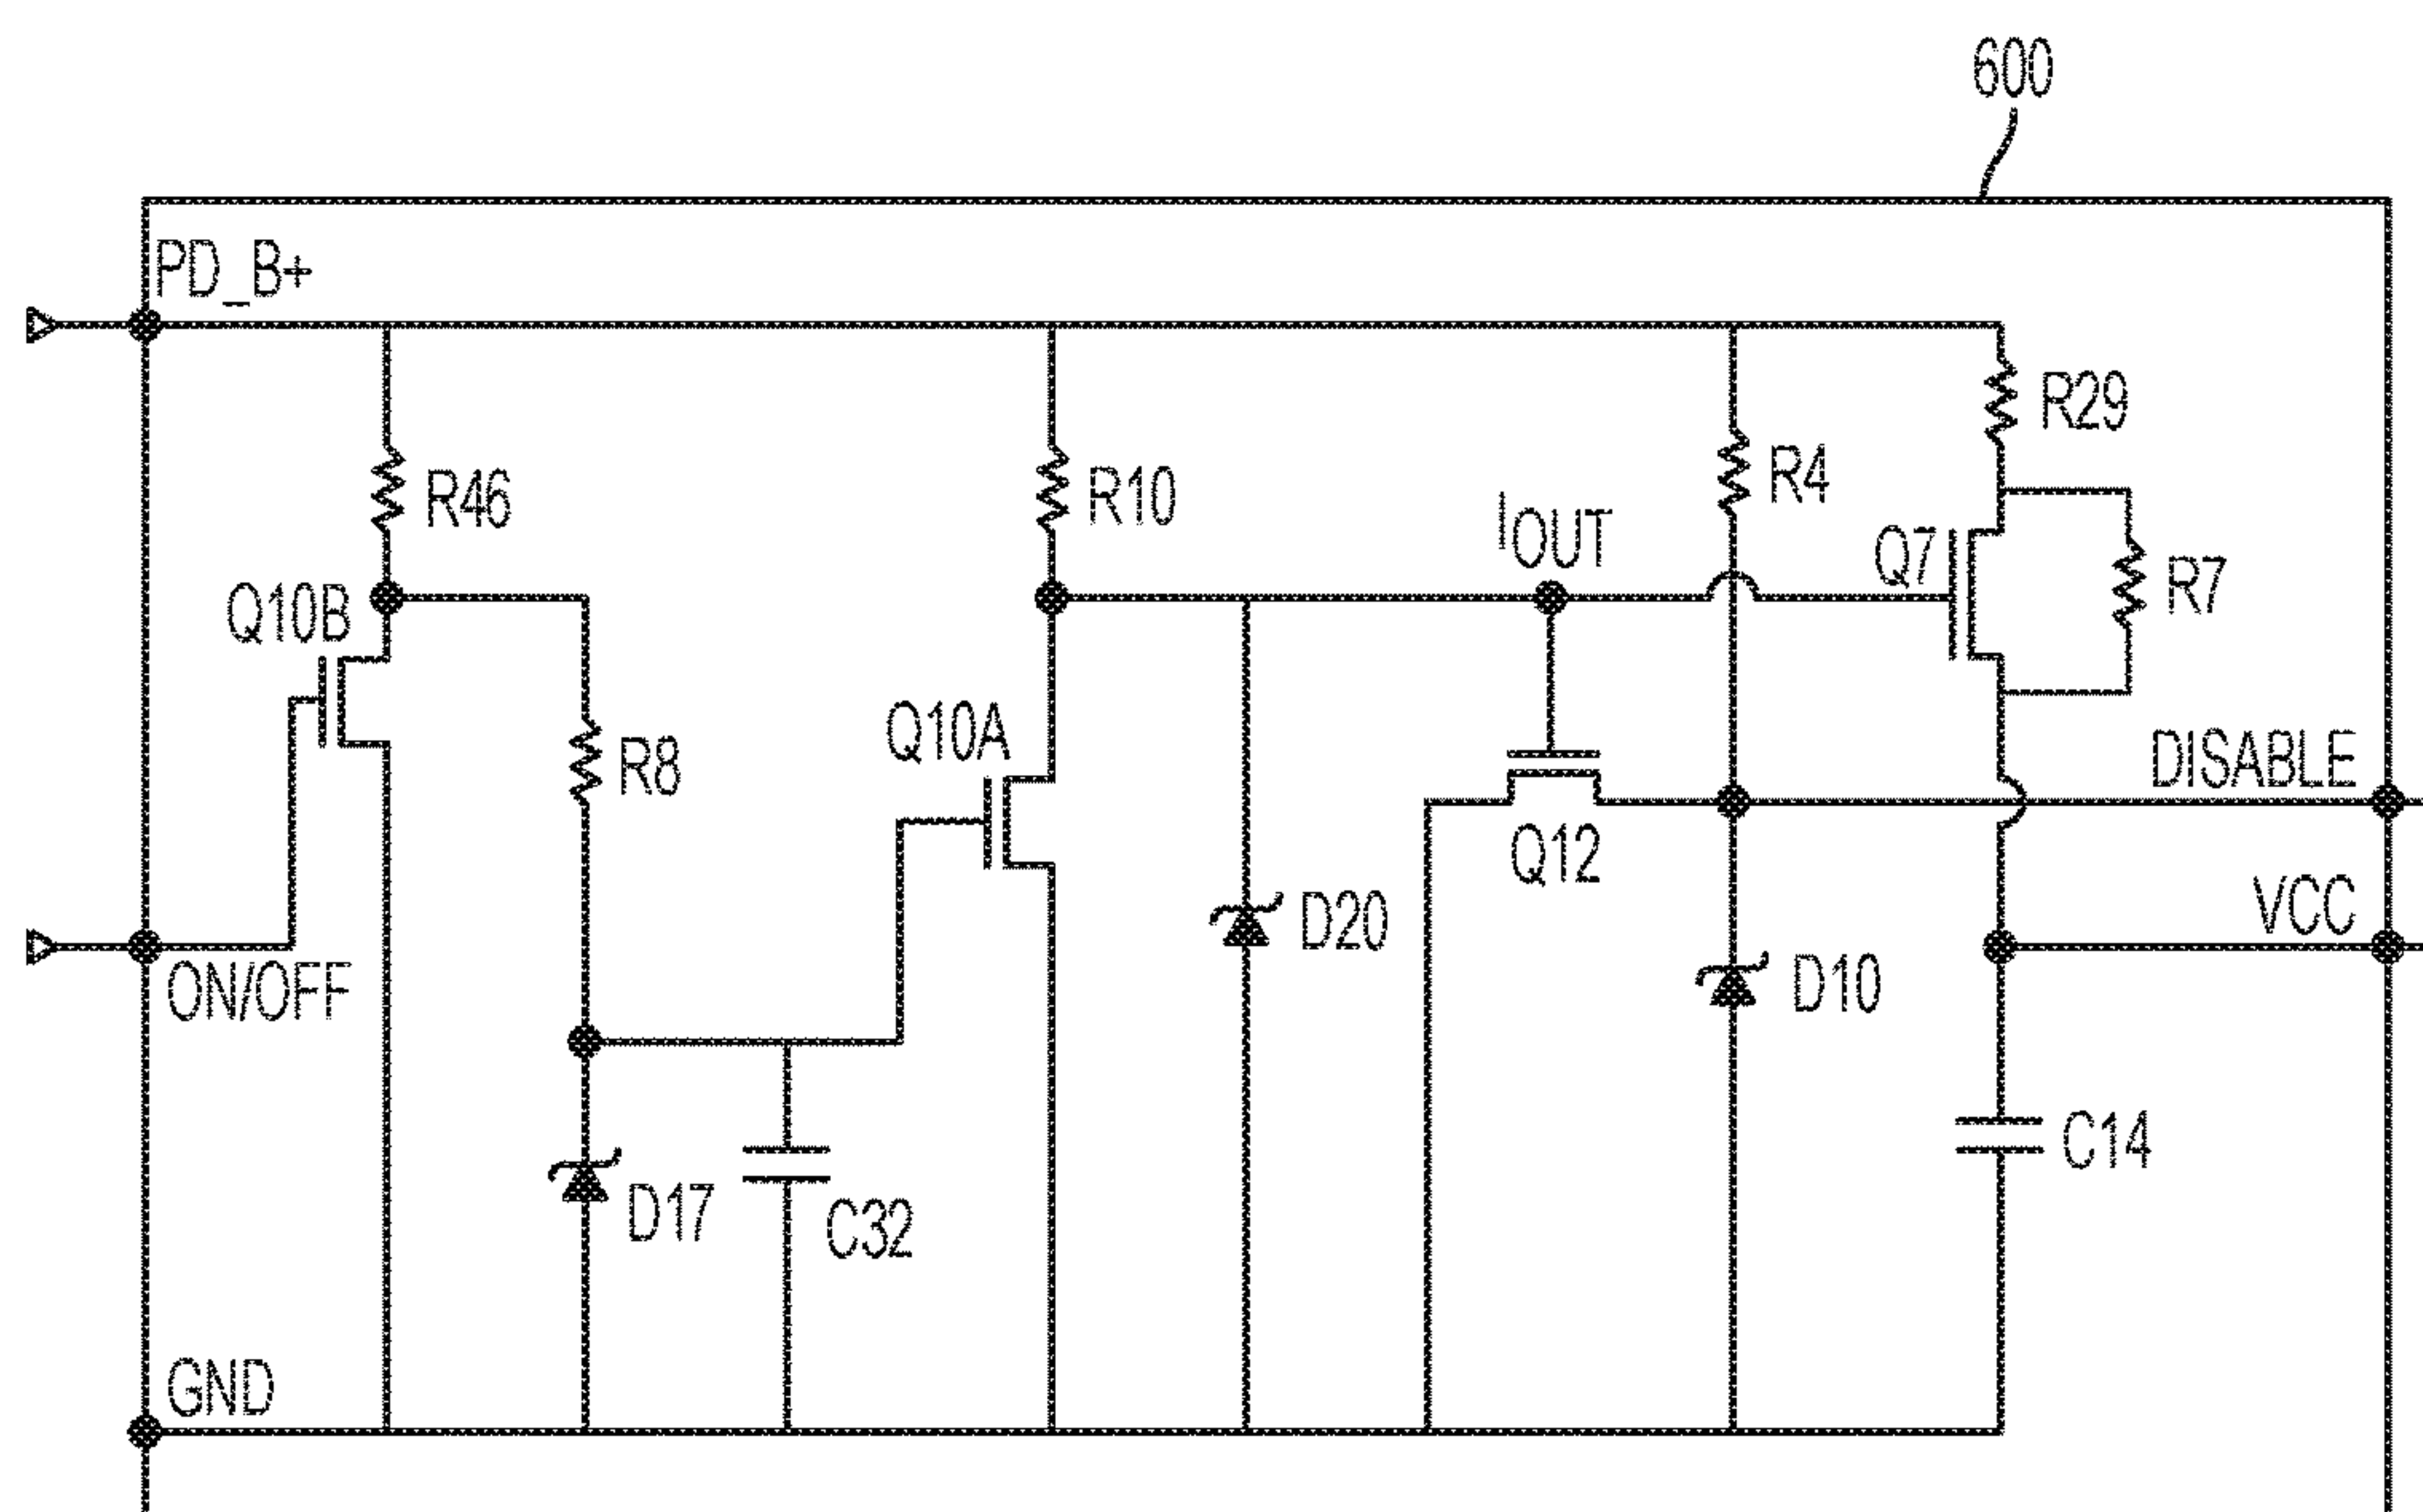 600
PD_B+
R29
R46
R10
R4
IOUT
Q7
R7
Q10B
R8
Q10A
DISABLE
Q12
VCC
D20
ON/OFF
D10
C14
D17
C32
GND